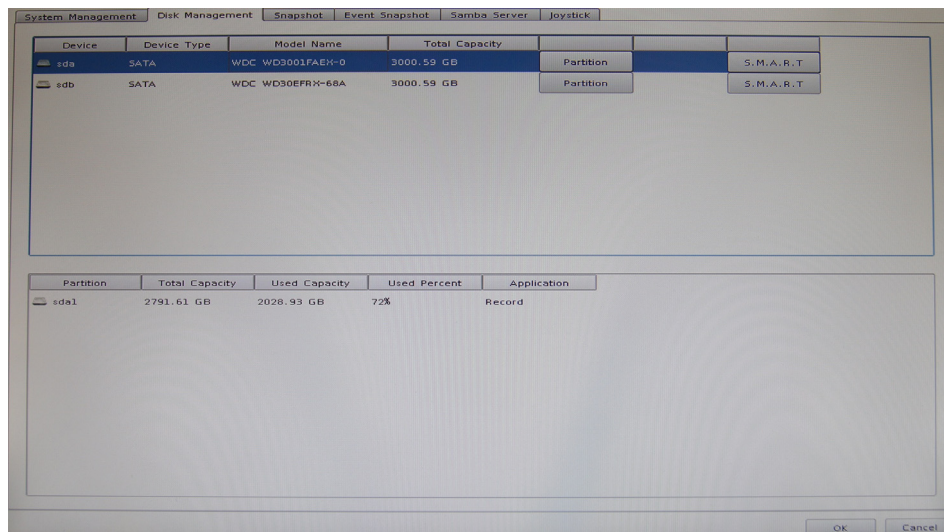 System Management Disk Management Snapshot Event Snapshot Samba Server Joystick
Device Device Type Model Name Total Capacity
sda SATA WDC WD3001FAEX-0 3000.59 GB Partition S.M.A.R.T
sdb SATA WDC WD30EFRX-68A 3000.59 GB Partition S.M.A.R.T
Partition Total Capacity Used Capacity Used Percent Application
sda1 2791.61 GB 2028.93 GB 72% Record
OK Cancel